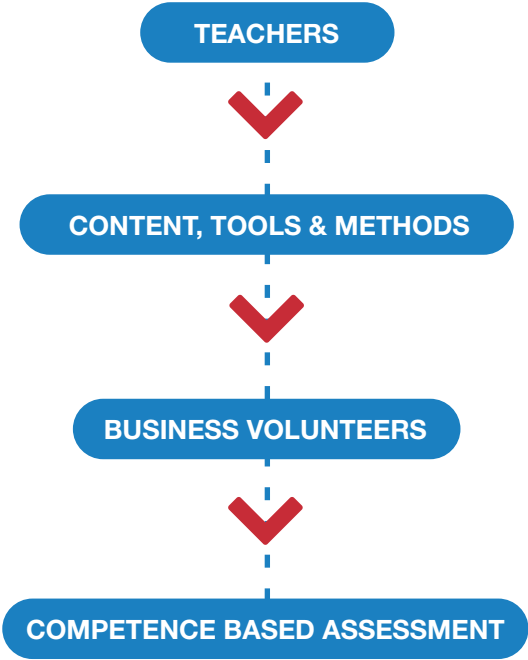 TEACHERS
CONTENT, TOOLS & METHODS
BUSINESS VOLUNTEERS
COMPETENCE BASED ASSESSMENT